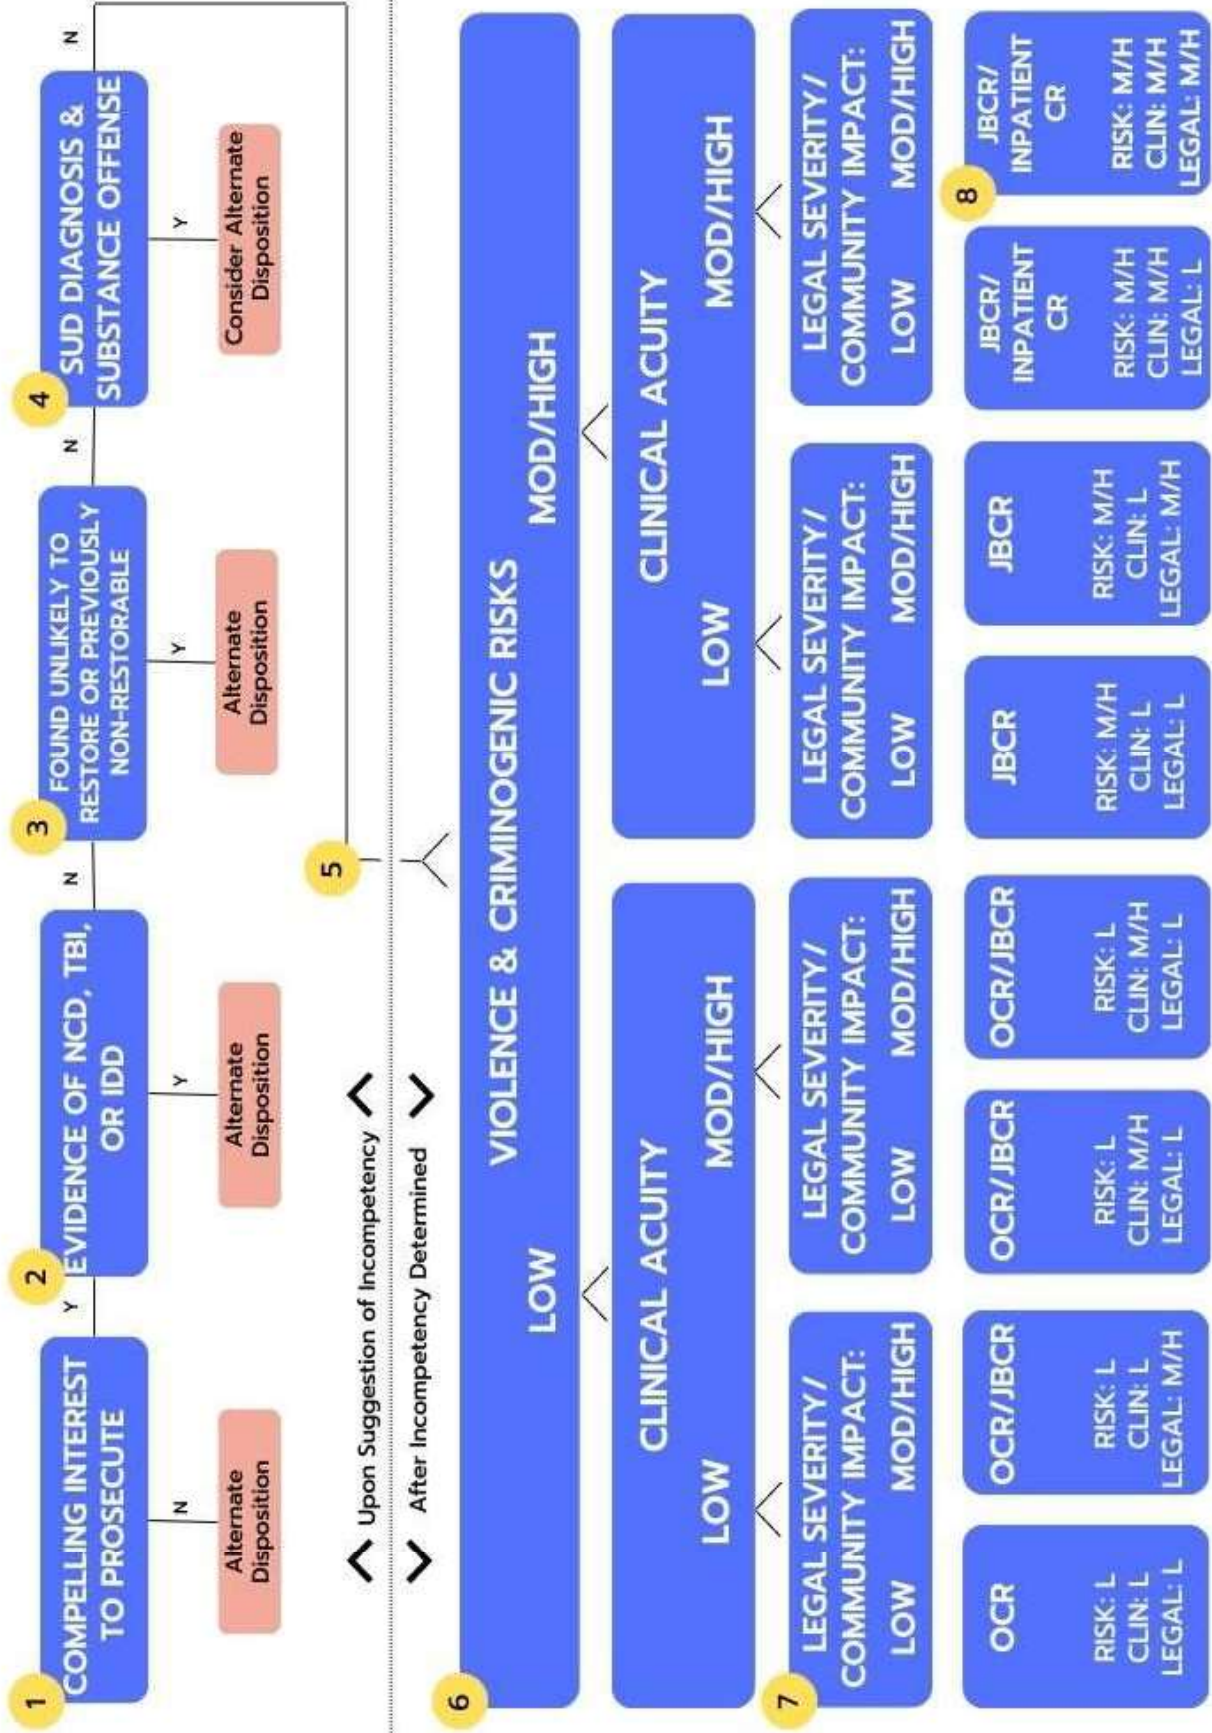 1
COMPELLING INTEREST
TO PROSECUTE
N
Alternate
Disposition
Y
2
EVIDENCE OF NCD, TBI,
OR IDD
Y
Alternate
Disposition
N
3
FOUND UNLIKELY TO
RESTORE OR PREVIOUSLY
NON-RESTORABLE
Y
Alternate
Disposition
N
4
SUD DIAGNOSIS &
SUBSTANCE OFFENSE
Y
Consider Alternate
Disposition
N
5
Upon Suggestion of Incompetency
After Incompetency Determined
6
VIOLENCE & CRIMINOGENIC RISKS
LOW MOD/HIGH
CLINICAL ACUITY
LOW MOD/HIGH
CLINICAL ACUITY
LOW MOD/HIGH
7
LEGAL SEVERITY/
COMMUNITY IMPACT:
LOW MOD/HIGH
LEGAL SEVERITY/
COMMUNITY IMPACT:
LOW MOD/HIGH
LEGAL SEVERITY/
COMMUNITY IMPACT:
LOW MOD/HIGH
LEGAL SEVERITY/
COMMUNITY IMPACT:
LOW MOD/HIGH
OCR
RISK: L
CLIN: L
LEGAL: L
OCR/JBCR
RISK: L
CLIN: L
LEGAL: M/H
OCR/JBCR
RISK: L
CLIN: M/H
LEGAL: L
OCR/JBCR
RISK: L
CLIN: M/H
LEGAL: L
JBCR
RISK: M/H
CLIN: L
LEGAL: L
JBCR
RISK: M/H
CLIN: L
LEGAL: M/H
JBCR/
INPATIENT
CR
RISK: M/H
CLIN: M/H
LEGAL: L
8
JBCR/
INPATIENT
CR
RISK: M/H
CLIN: M/H
LEGAL: M/H